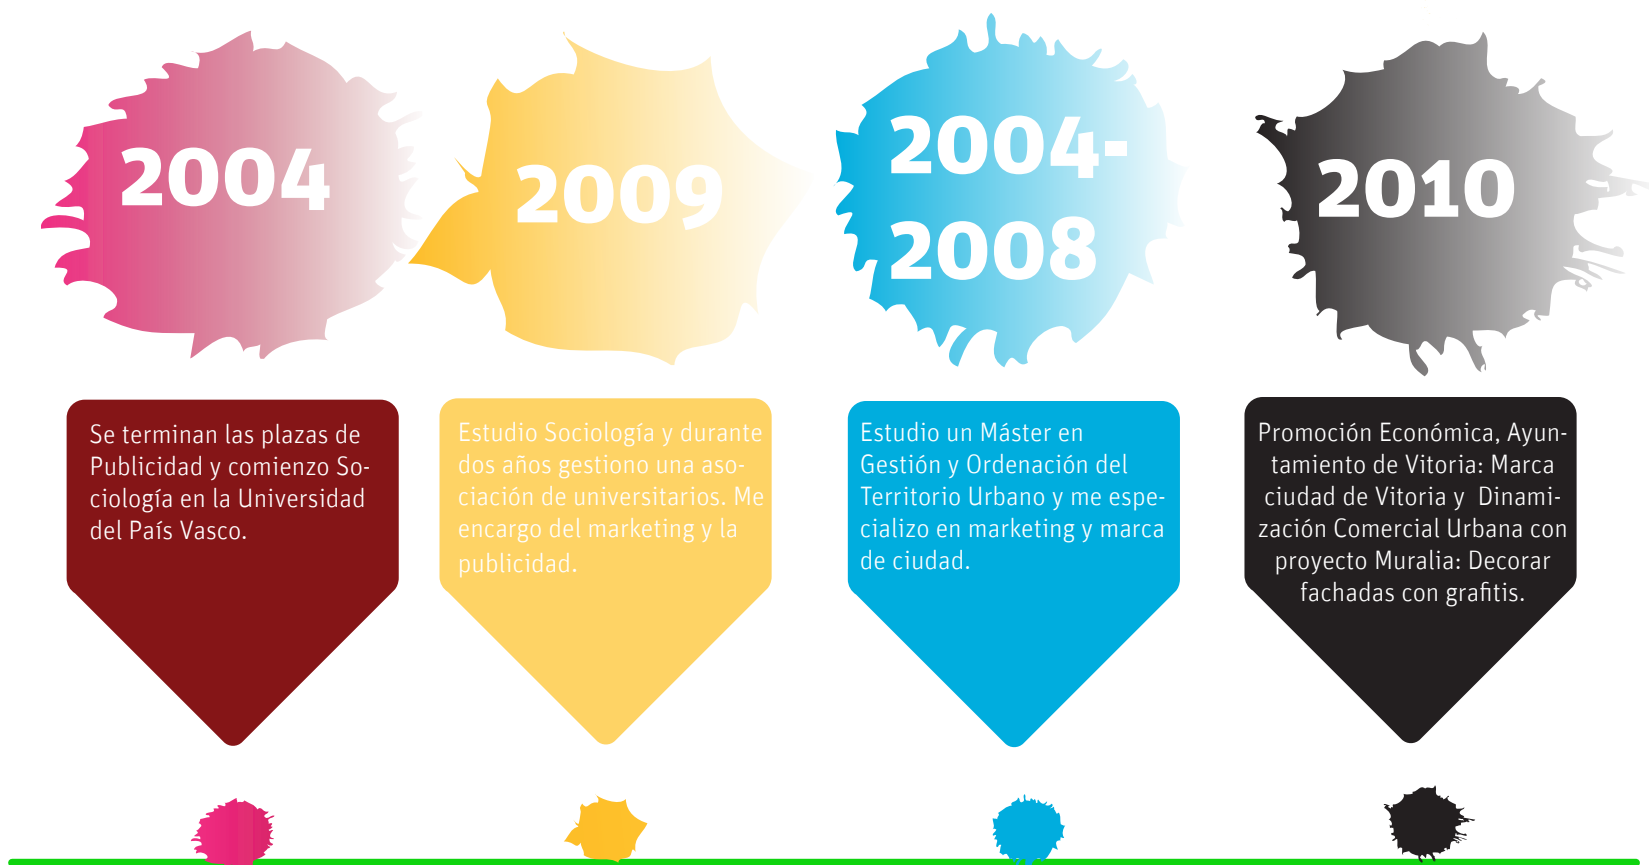 2004
Se terminan las plazas de
Publicidad y comienzo So-
ciología en la Universidad
del País Vasco.
2009
Estudio Sociología y durante
dos años gestiono una aso-
ciación de universitarios. Me
encargo del marketing y la
publicidad.
2004-
2008
Estudio un Máster en
Gestión y Ordenación del
Territorio Urbano y me espe-
cializo en marketing y marca
de ciudad.
2010
Promoción Económica, Ayun-
tamiento de Vitoria: Marca
ciudad de Vitoria y Dinami-
zación Comercial Urbana con
proyecto Muralia: Decorar
fachadas con grafitis.